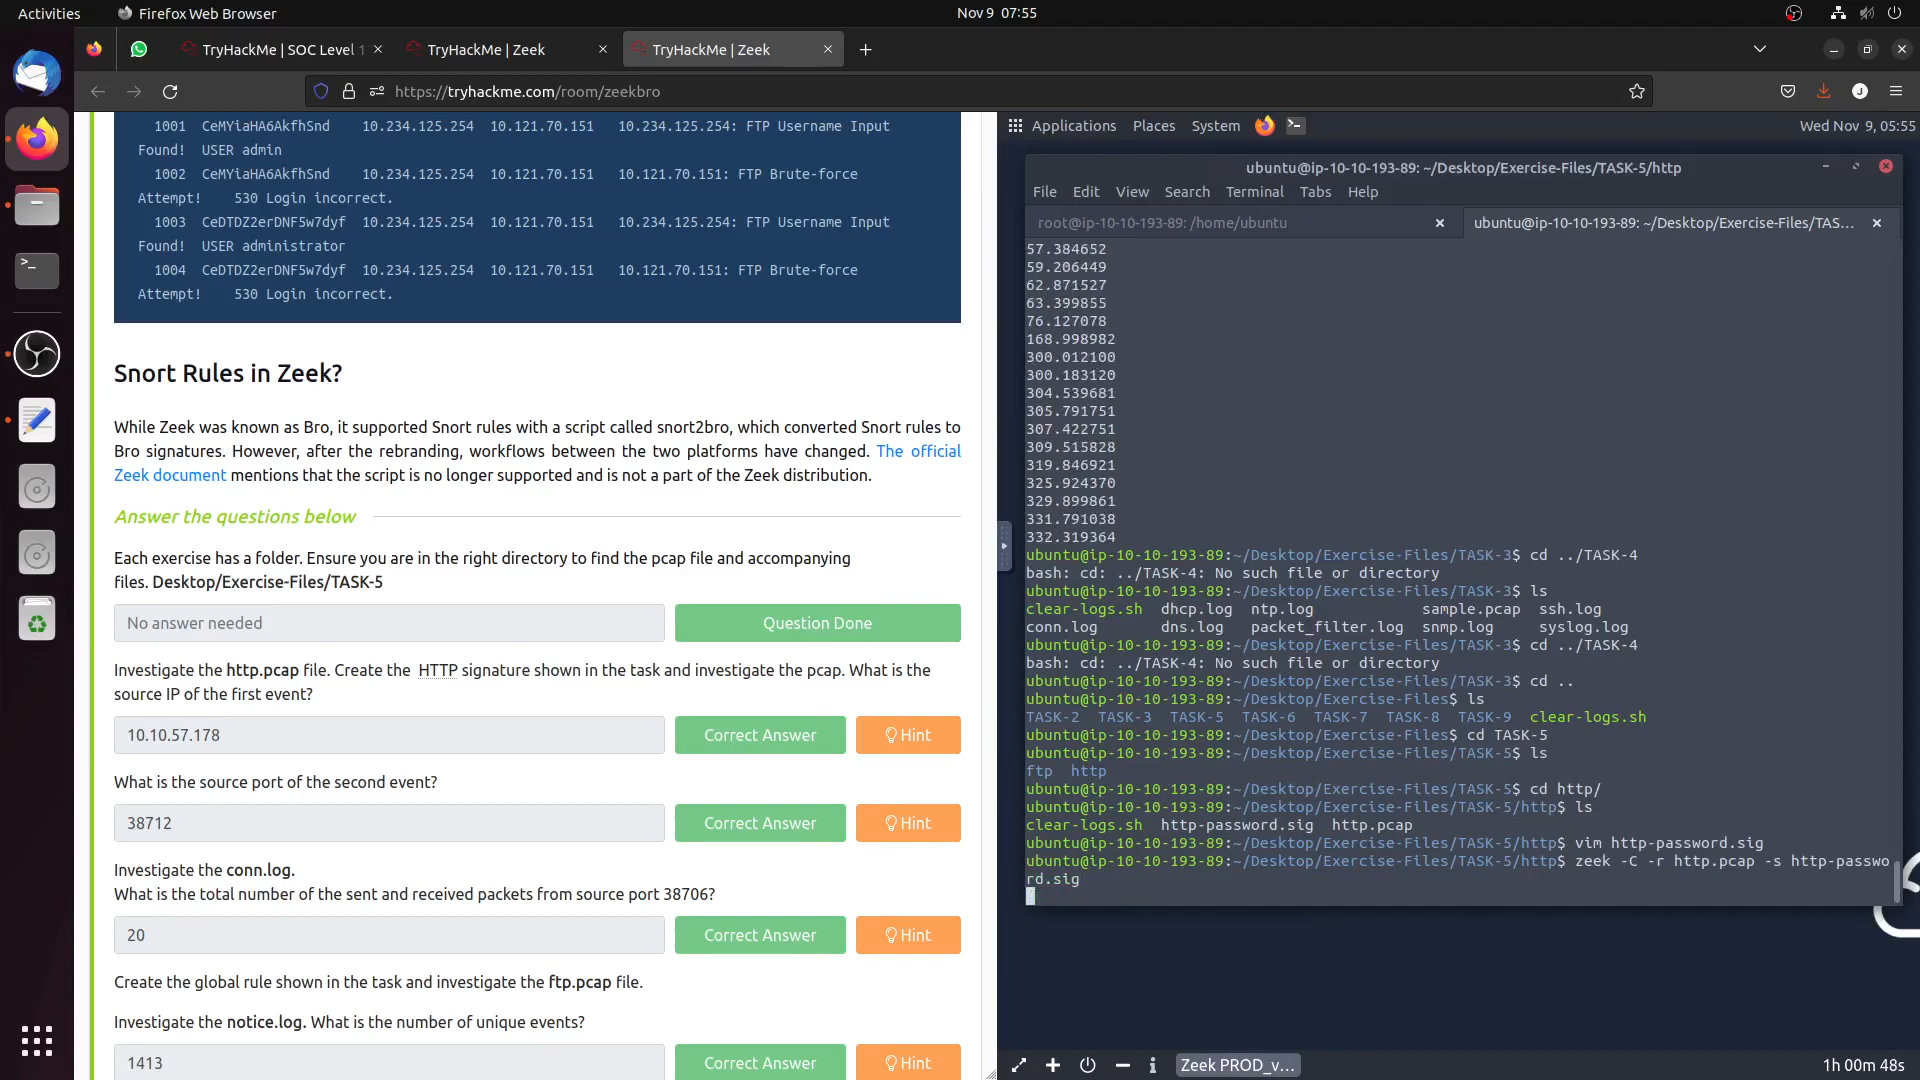 Activities
Firefox Web Browser
Nov 9 07:55
TryHackMe | SOC Level 1
TryHackMe | Zeek
TryHackMe | Zeek
https://tryhackme.com/room/zeekbro
1001 CeMYiaHA6AkfhSnd 10.234.125.254 10.121.70.151 10.234.125.254: FTP Username Input
Found! USER admin
1002 CeMYiaHA6AkfhSnd 10.234.125.254 10.121.70.151 10.121.70.151: FTP Brute-force
Attempt! 530 Login incorrect.
1003 CeDTDZ2erDNF5w7dyf 10.234.125.254 10.121.70.151 10.234.125.254: FTP Username Input
Found! USER administrator
1004 CeDTDZ2erDNF5w7dyf 10.234.125.254 10.121.70.151 10.121.70.151: FTP Brute-force
Attempt! 530 Login incorrect.
Snort Rules in Zeek?
While Zeek was known as Bro, it supported Snort rules with a script called snort2bro, which converted Snort rules to
Bro signatures. However, after the rebranding, workflows between the two platforms have changed. The official
Zeek document mentions that the script is no longer supported and is not a part of the Zeek distribution.
Answer the questions below
Each exercise has a folder. Ensure you are in the right directory to find the pcap file and accompanying
files. Desktop/Exercise-Files/TASK-5
No answer needed
Question Done
Investigate the http.pcap file. Create the HTTP signature shown in the task and investigate the pcap. What is the
source IP of the first event?
10.10.57.178
Correct Answer
Hint
What is the source port of the second event?
38712
Correct Answer
Hint
Investigate the conn.log.
What is the total number of the sent and received packets from source port 38706?
20
Correct Answer
Hint
Create the global rule shown in the task and investigate the ftp.pcap file.
Investigate the notice.log. What is the number of unique events?
1413
Correct Answer
Hint
Applications Places System
Wed Nov 9, 05:55
ubuntu@ip-10-10-193-89: ~/Desktop/Exercise-Files/TASK-5/http
File Edit View Search Terminal Tabs Help
root@ip-10-10-193-89: /home/ubuntu
ubuntu@ip-10-10-193-89: ~/Desktop/Exercise-Files/TAS...
57.384652
59.206449
62.871527
63.399855
76.127078
168.998982
300.012100
300.183120
304.539681
305.791751
307.422751
309.515828
319.846921
325.924370
329.899861
331.791038
332.319364
ubuntu@ip-10-10-193-89:~/Desktop/Exercise-Files/TASK-3$ cd ../TASK-4
bash: cd: ../TASK-4: No such file or directory
ubuntu@ip-10-10-193-89:~/Desktop/Exercise-Files/TASK-3$ ls
clear-logs.sh dhcp.log ntp.log sample.pcap ssh.log
conn.log dns.log packet_filter.log snmp.log syslog.log
ubuntu@ip-10-10-193-89:~/Desktop/Exercise-Files/TASK-3$ cd ../TASK-4
bash: cd: ../TASK-4: No such file or directory
ubuntu@ip-10-10-193-89:~/Desktop/Exercise-Files/TASK-3$ cd ..
ubuntu@ip-10-10-193-89:~/Desktop/Exercise-Files$ ls
TASK-2 TASK-3 TASK-5 TASK-6 TASK-7 TASK-8 TASK-9 clear-logs.sh
ubuntu@ip-10-10-193-89:~/Desktop/Exercise-Files$ cd TASK-5
ubuntu@ip-10-10-193-89:~/Desktop/Exercise-Files/TASK-5$ ls
ftp http
ubuntu@ip-10-10-193-89:~/Desktop/Exercise-Files/TASK-5$ cd http/
ubuntu@ip-10-10-193-89:~/Desktop/Exercise-Files/TASK-5/http$ ls
clear-logs.sh http-password.sig http.pcap
ubuntu@ip-10-10-193-89:~/Desktop/Exercise-Files/TASK-5/http$ vim http-password.sig
ubuntu@ip-10-10-193-89:~/Desktop/Exercise-Files/TASK-5/http$ zeek -C -r http.pcap -s http-passwo
rd.sig
Zeek PROD_v...
1h 00m 48s